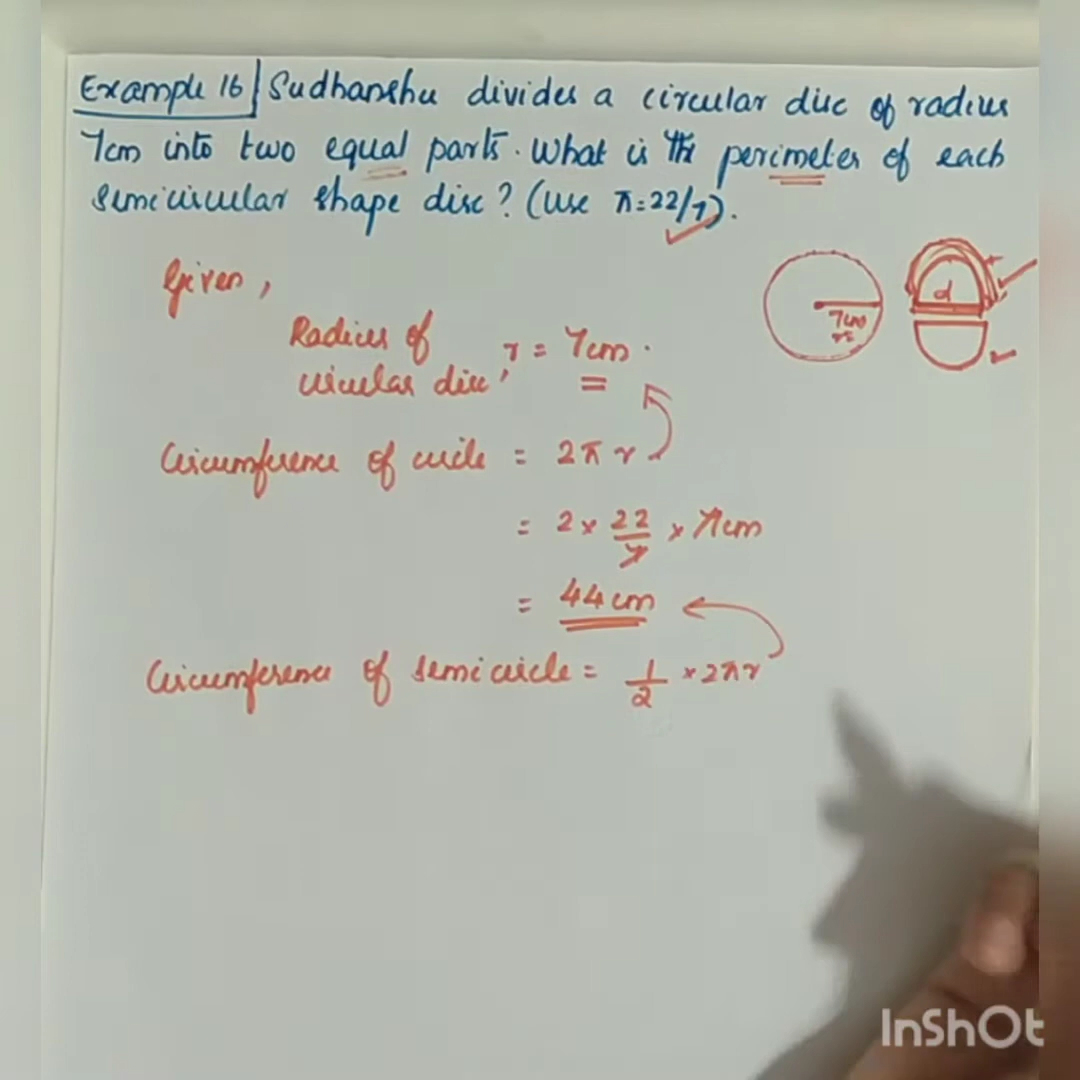 Example 16 Sudhanshu divides a circular disc of radius
7cm into two equal parts. What is the perimeter of each
semicircular shape disc? (Use π=22/7).
Given,
7cm
d
Radius of
circular disc, r = 7cm.
Circumference of circle = 2πr
= 2 × 22/7 × 7cm
= 44cm
Circumference of semicircle = 1/2 × 2πr
InShOt